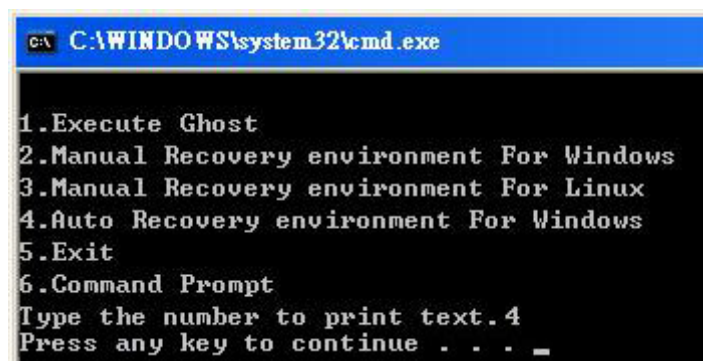 C:\WINDOWS\system32\cmd.exe
1.Execute Ghost
2.Manual Recovery environment For Windows
3.Manual Recovery environment For Linux
4.Auto Recovery environment For Windows
5.Exit
6.Command Prompt
Type the number to print text.4
Press any key to continue . . . _